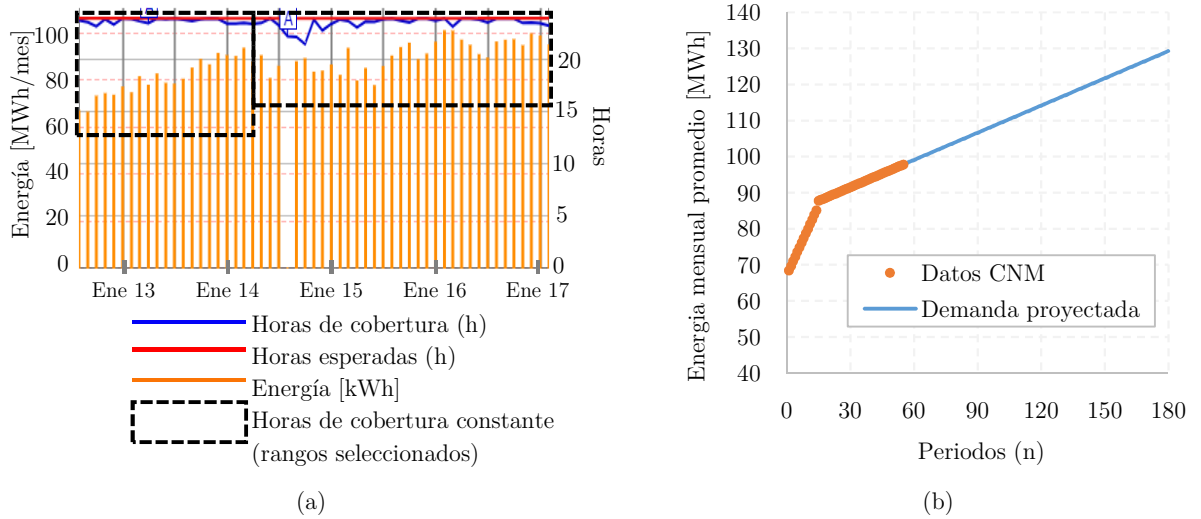 Energía [MWh/mes]
100
80
60
40
20
0
A
20
15
10
5
0
Horas
Ene 13 Ene 14 Ene 15 Ene 16 Ene 17
Horas de cobertura (h)
Horas esperadas (h)
Energía [kWh]
Horas de cobertura constante
(rangos seleccionados)
(a)
Energia mensual promedio [MWh]
140
130
120
110
100
90
80
70
60
50
40
0 30 60 90 120 150 180
Periodos (n)
Datos CNM
Demanda proyectada
(b)